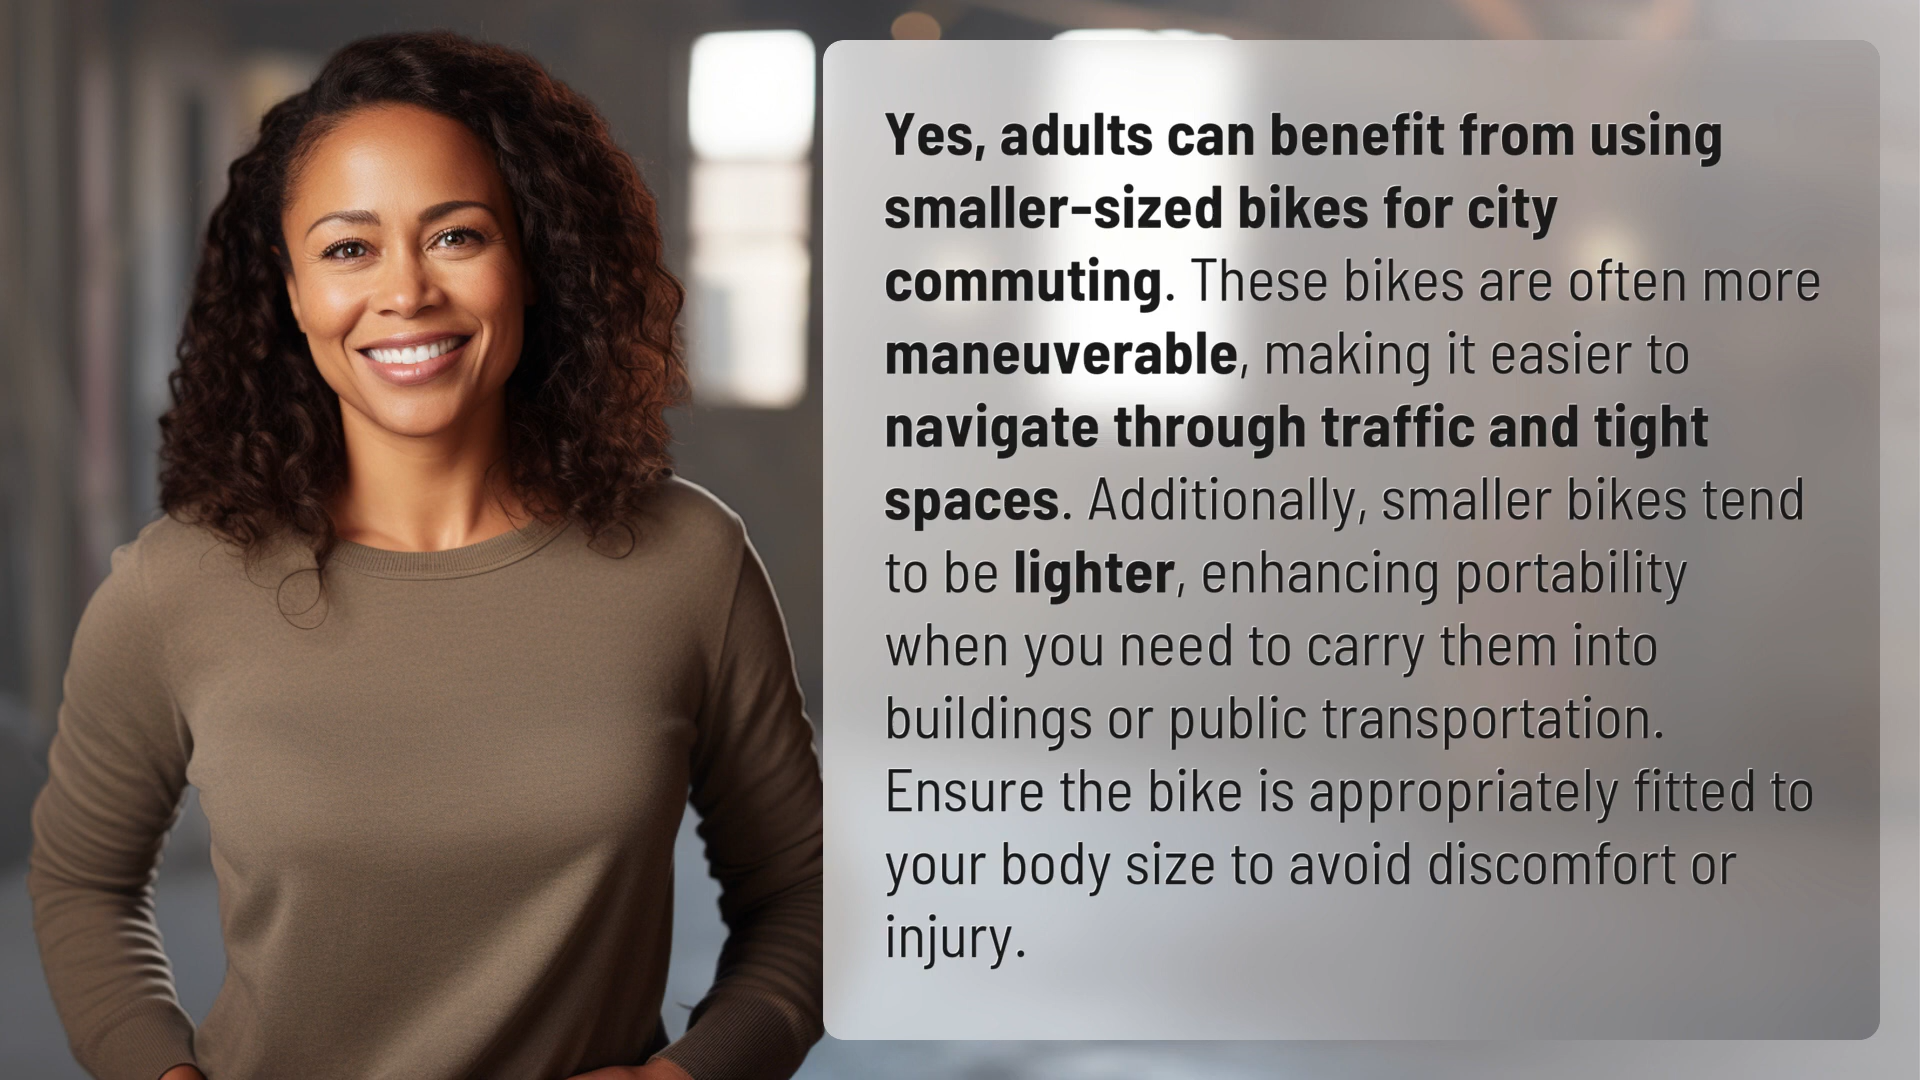 Yes, adults can benefit from using
smaller-sized bikes for city
commuting. These bikes are often more
maneuverable, making it easier to
navigate through traffic and tight
spaces. Additionally, smaller bikes tend
to be lighter, enhancing portability
when you need to carry them into
buildings or public transportation.
Ensure the bike is appropriately fitted to
your body size to avoid discomfort or
injury.